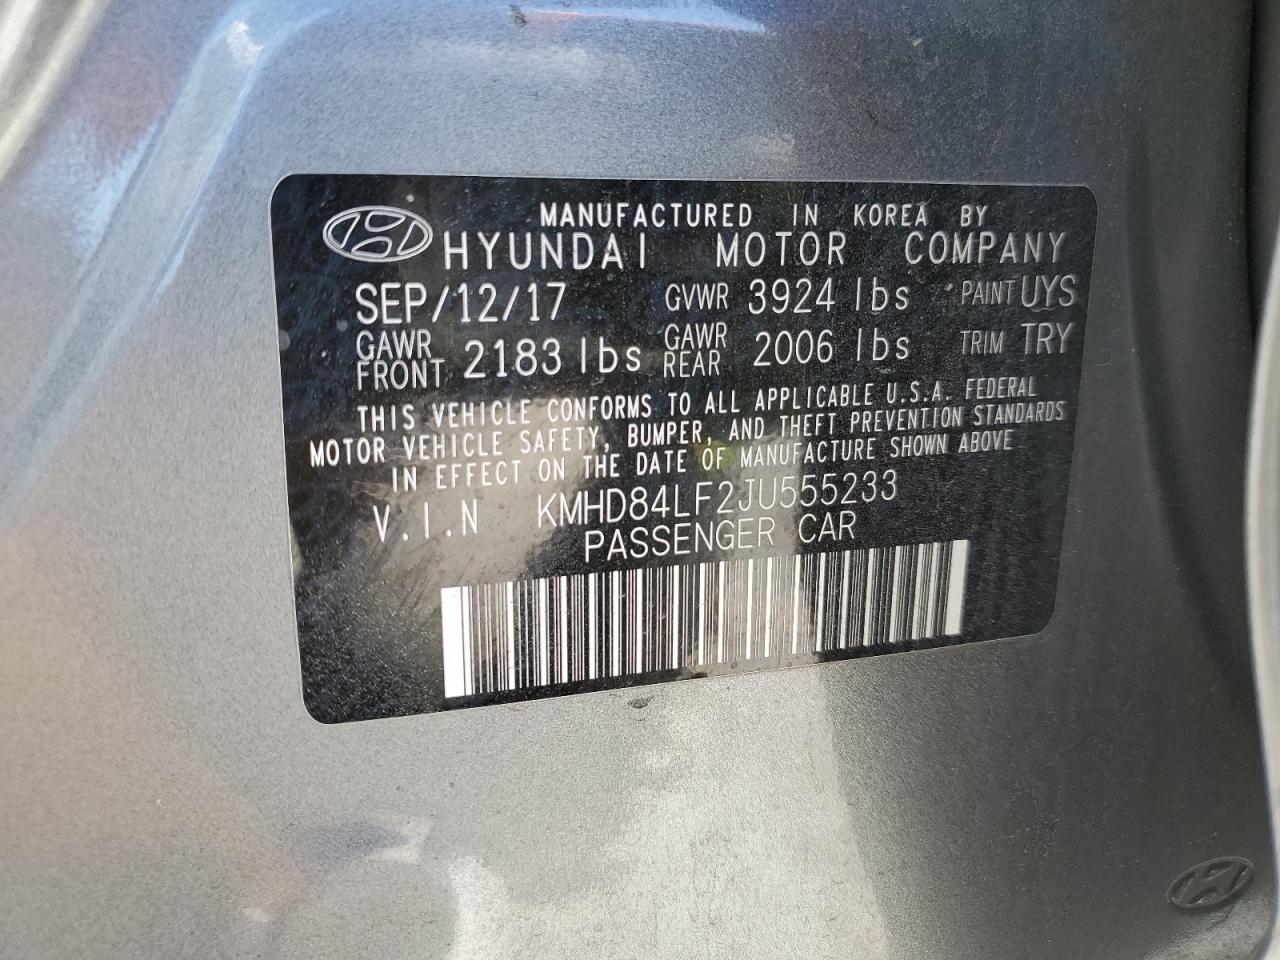 MANUFACTURED IN KOREA BY
HYUNDAI MOTOR COMPANY
SEP/12/17 GVWR 3924 lbs PAINT UYS
GAWR FRONT 2183 lbs GAWR REAR 2006 lbs TRIM TRY
THIS VEHICLE CONFORMS TO ALL APPLICABLE U.S.A. FEDERAL
MOTOR VEHICLE SAFETY, BUMPER, AND THEFT PREVENTION STANDARDS
IN EFFECT ON THE DATE OF MANUFACTURE SHOWN ABOVE
V.I.N KMHD84LF2JU555233
PASSENGER CAR